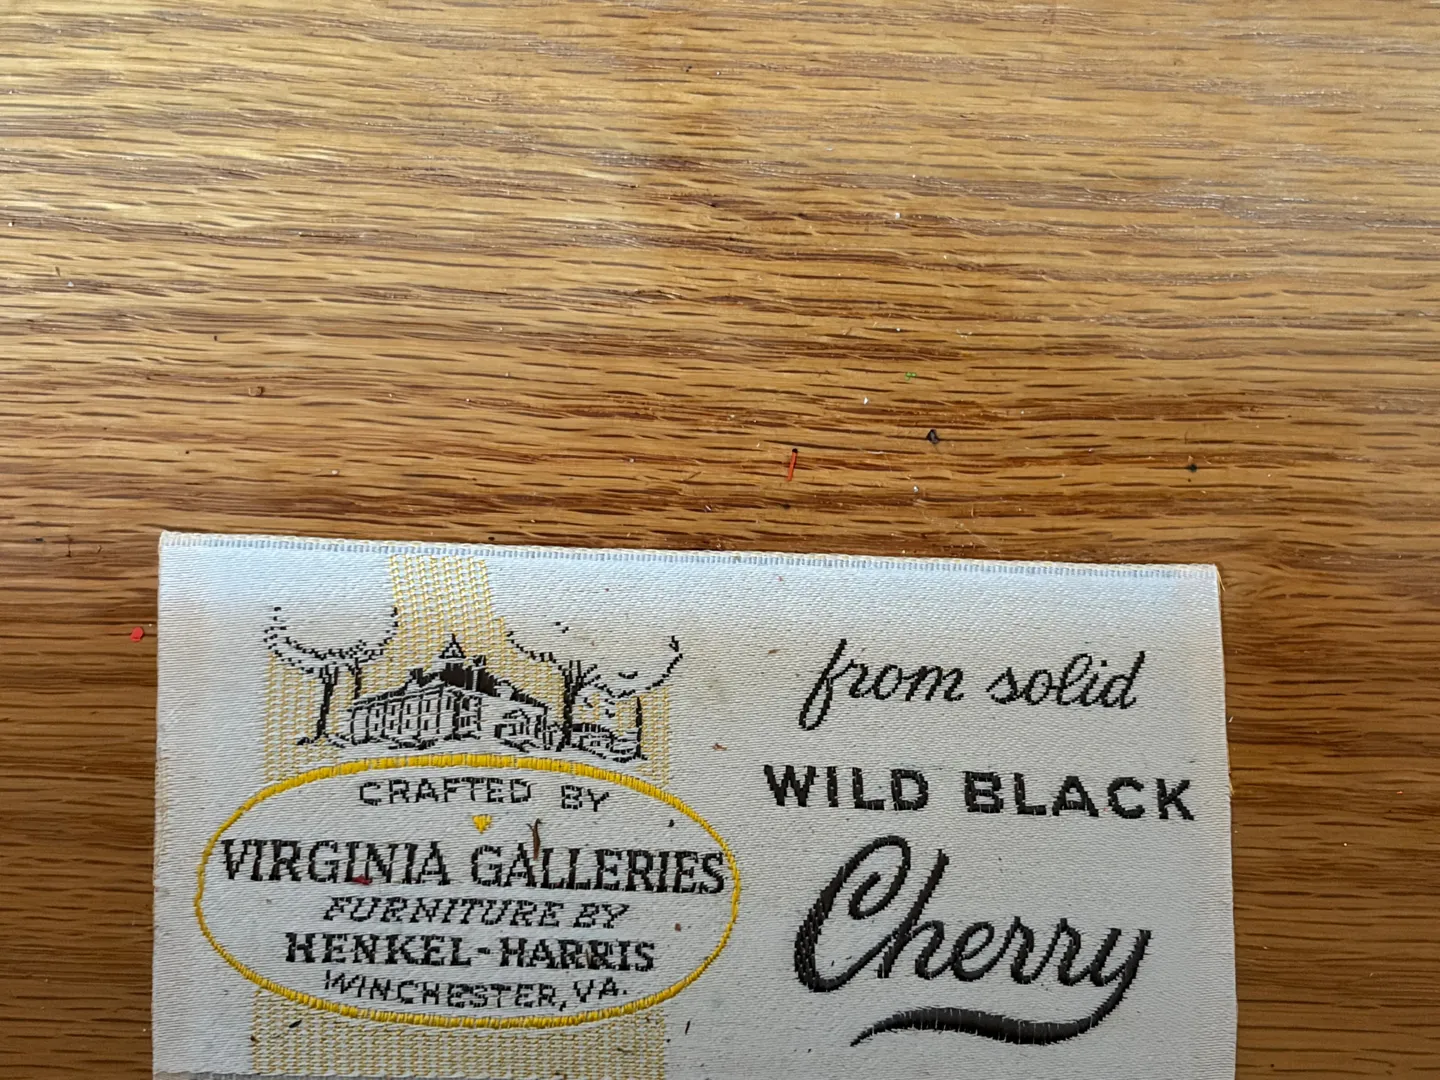 CRAFTED BY
VIRGINIA GALLERIES
FURNITURE BY
HENKEL-HARRIS
WINCHESTER, VA.
from solid
WILD BLACK
Cherry